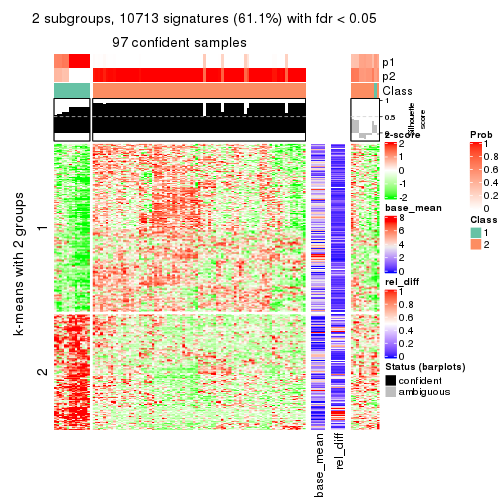 2 subgroups, 10713 signatures (61.1%) with fdr < 0.05
97 confident samples
p1
p2
Class
1
0.5
0
Silhouette
score
k-means with 2 groups
1
2
base_mean
rel_diff
z-score
2
1
0
-1
-2
base_mean
8
6
4
2
0
rel_diff
1
0.8
0.6
0.4
0.2
0
Status (barplots)
confident
ambiguous
Prob
1
0.8
0.6
0.4
0.2
0
Class
1
2